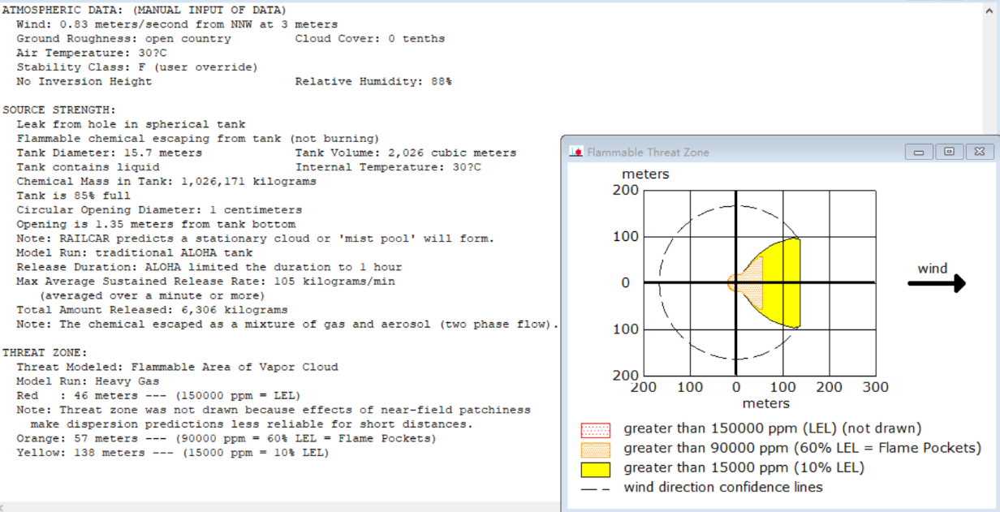 ATMOSPHERIC DATA: (MANUAL INPUT OF DATA)
Wind: 0.83 meters/second from NNW at 3 meters
Ground Roughness: open country Cloud Cover: 0 tenths
Air Temperature: 30?C
Stability Class: F (user override)
No Inversion Height Relative Humidity: 88%
SOURCE STRENGTH:
Leak from hole in spherical tank
Flammable chemical escaping from tank (not burning)
Tank Diameter: 15.7 meters Tank Volume: 2,026 cubic meters
Tank contains liquid Internal Temperature: 30?C
Chemical Mass in Tank: 1,026,171 kilograms
Tank is 85% full
Circular Opening Diameter: 1 centimeters
Opening is 1.35 meters from tank bottom
Note: RAILCAR predicts a stationary cloud or 'mist pool' will form.
Model Run: traditional ALOHA tank
Release Duration: ALOHA limited the duration to 1 hour
Max Average Sustained Release Rate: 105 kilograms/min
(averaged over a minute or more)
Total Amount Released: 6,306 kilograms
Note: The chemical escaped as a mixture of gas and aerosol (two phase flow).
THREAT ZONE:
Threat Modeled: Flammable Area of Vapor Cloud
Model Run: Heavy Gas
Red : 46 meters --- (150000 ppm = LEL)
Note: Threat zone was not drawn because effects of near-field patchiness
make dispersion predictions less reliable for short distances.
Orange: 57 meters --- (90000 ppm = 60% LEL = Flame Pockets)
Yellow: 138 meters --- (15000 ppm = 10% LEL)
Flammable Threat Zone
meters
200
100
0
100
200
wind
200 100 0 100 200 300
meters
greater than 150000 ppm (LEL) (not drawn)
greater than 90000 ppm (60% LEL = Flame Pockets)
greater than 15000 ppm (10% LEL)
wind direction confidence lines